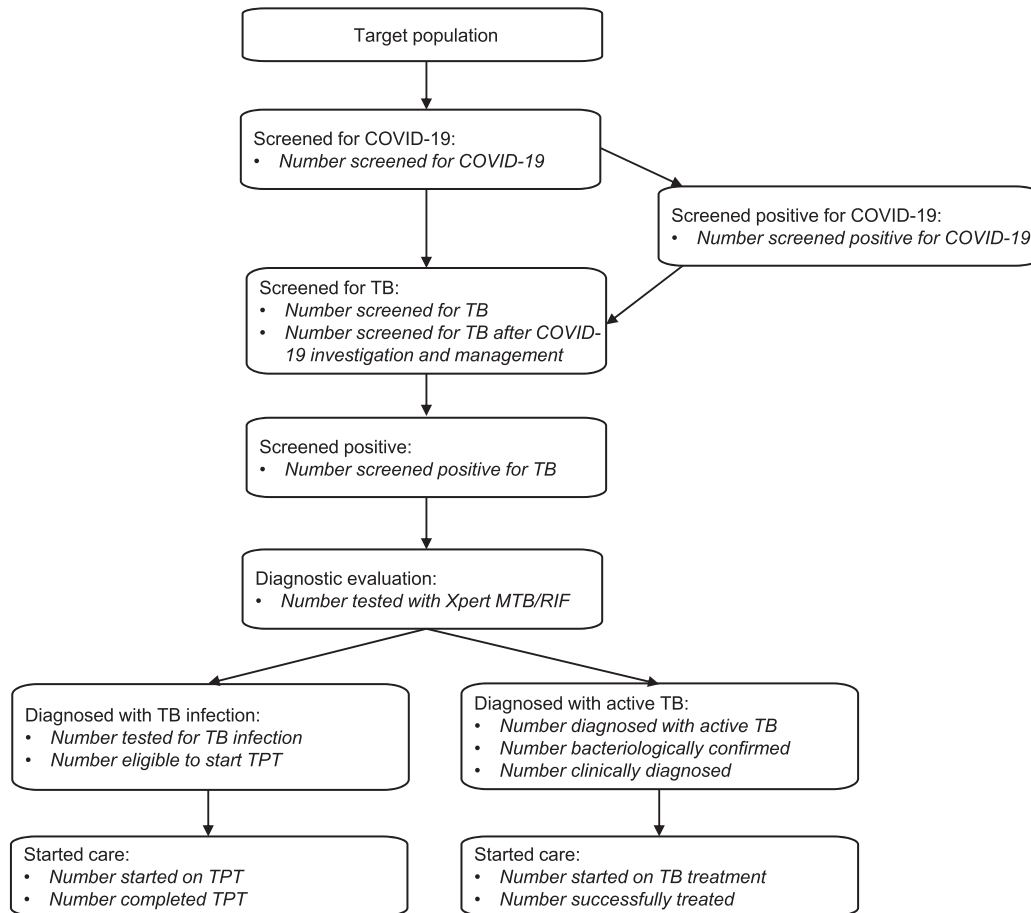 Target population
Screened for COVID-19:
• Number screened for COVID-19
Screened positive for COVID-19:
• Number screened positive for COVID-19
Screened for TB:
• Number screened for TB
• Number screened for TB after COVID-
19 investigation and management
Screened positive:
• Number screened positive for TB
Diagnostic evaluation:
• Number tested with Xpert MTB/RIF
Diagnosed with TB infection:
• Number tested for TB infection
• Number eligible to start TPT
Diagnosed with active TB:
• Number diagnosed with active TB
• Number bacteriologically confirmed
• Number clinically diagnosed
Started care:
• Number started on TPT
• Number completed TPT
Started care:
• Number started on TB treatment
• Number successfully treated